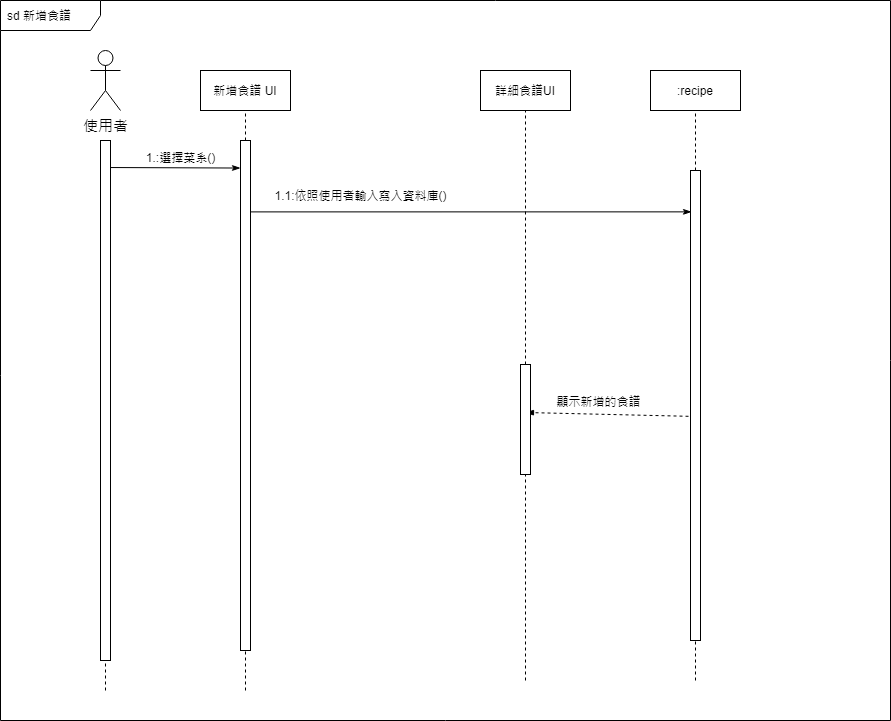 sd 新增食譜
使用者
新增食譜 UI
詳細食譜UI
:recipe
1.:選擇菜系()
1.1:依照使用者輸入寫入資料庫()
顯示新增的食譜